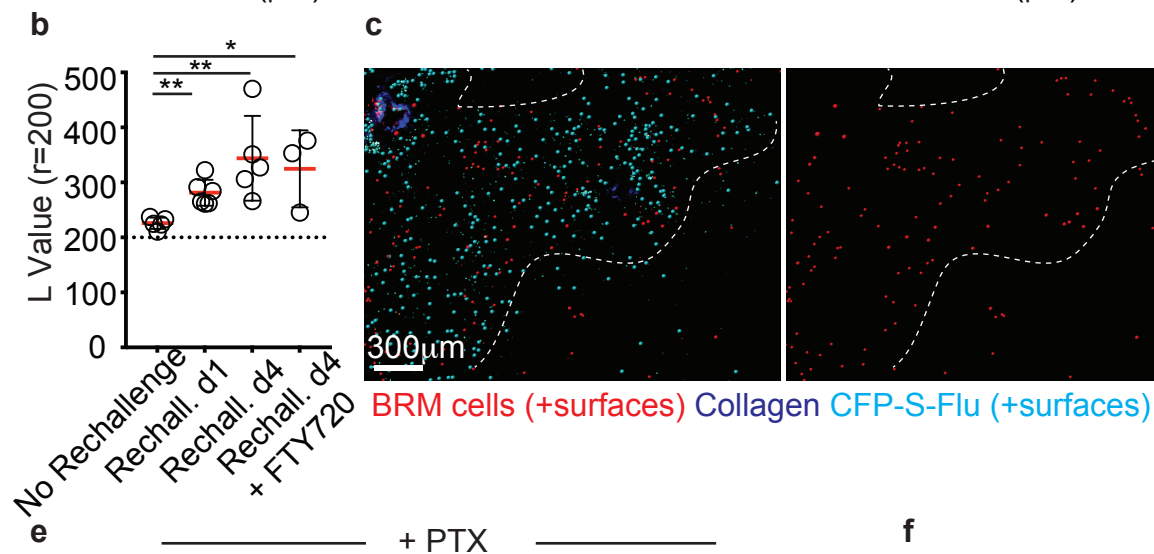 (p
(p
b
c
*
**
**
500
400
300
200
100
0
L Value (r=200)
No Rechallenge
Rechall. d1
Rechall. d4
Rechall. d4
+ FTY720
300μm
BRM cells (+surfaces) Collagen CFP-S-Flu (+surfaces)
e
+ PTX
f